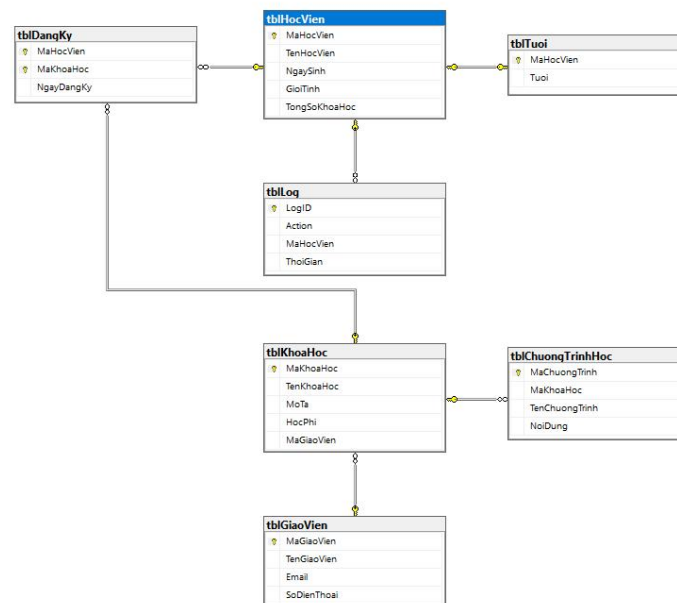 tblDangKy
MaHocVien
MaKhoaHoc
NgayDangKy
tblHocVien
MaHocVien
TenHocVien
NgaySinh
GioiTinh
TongSoKhoaHoc
tblTuoi
MaHocVien
Tuoi
tblLog
LogID
Action
MaHocVien
ThoiGian
tblKhoaHoc
MaKhoaHoc
TenKhoaHoc
MoTa
HocPhi
MaGiaoVien
tblChuongTrinhHoc
MaChuongTrinh
MaKhoaHoc
TenChuongTrinh
NoiDung
tblGiaoVien
MaGiaoVien
TenGiaoVien
Email
SoDienThoai